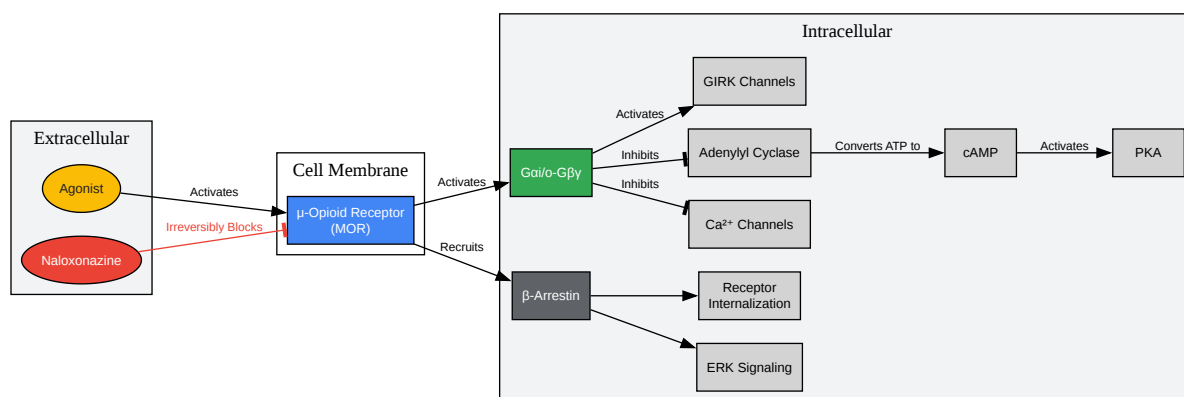 Extracellular
Agonist
Naloxonazine
Activates
Irreversibly Blocks
Cell Membrane
μ-Opioid Receptor
(MOR)
Activates
Recruits
Intracellular
Gαi/o-Gβγ
β-Arrestin
Activates
Inhibits
Inhibits
GIRK Channels
Adenylyl Cyclase
Ca²⁺ Channels
Receptor
Internalization
ERK Signaling
Converts ATP to
cAMP
Activates
PKA